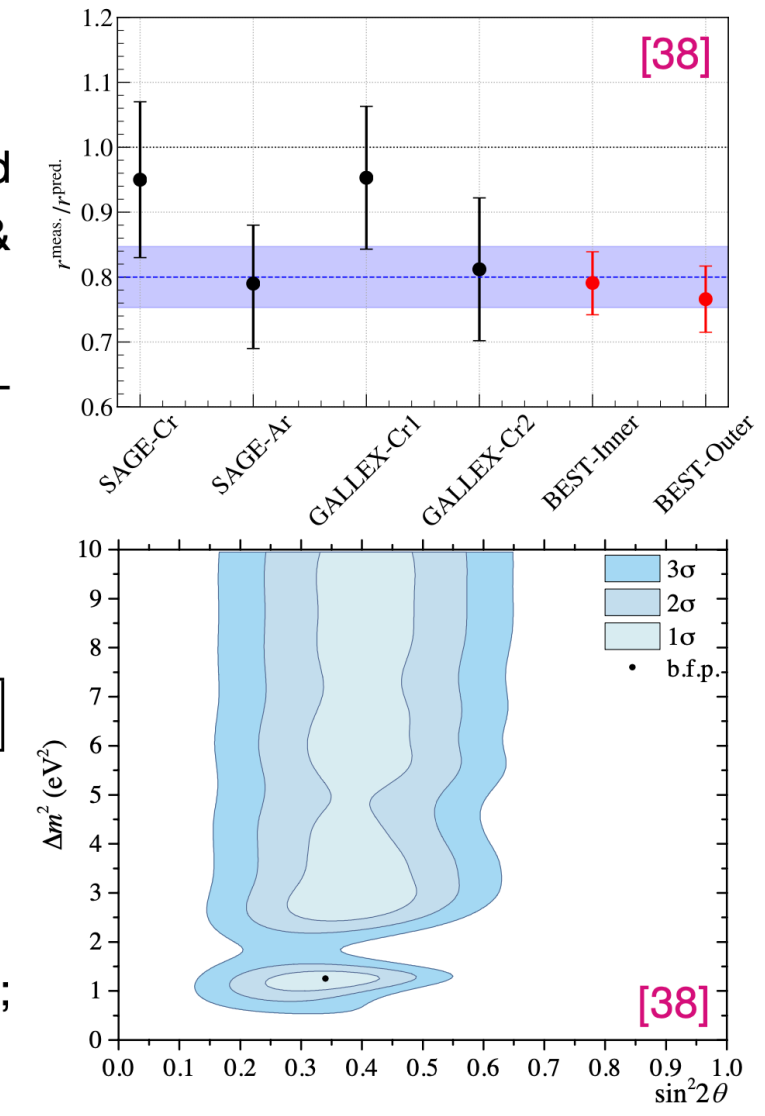 1.2
[38]
1.1
1.0
0.9
0.8
0.7
0.6
r^meas./r^pred.
d
&
SAGE-Cr
SAGE-Ar
GALLEX-Cr1
GALLEX-Cr2
BEST-Inner
BEST-Outer
10
9
8
7
6
5
4
3
2
1
0
Δm² (eV²)
3σ
2σ
1σ
b.f.p.
;
[38]
0.0 0.1 0.2 0.3 0.4 0.5 0.6 0.7 0.8 0.9 1.0
sin²2θ